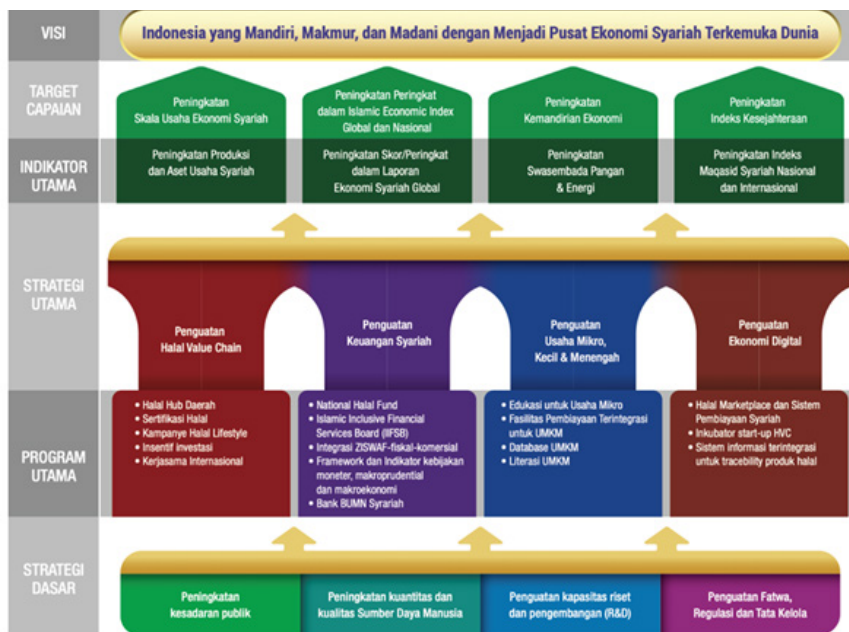 VISI
Indonesia yang Mandiri, Makmur, dan Madani dengan Menjadi Pusat Ekonomi Syariah Terkemuka Dunia
TARGET
CAPAIAN
Peningkatan
Skala Usaha Ekonomi Syariah
Peningkatan Peringkat
dalam Islamic Economic Index
Global dan Nasional
Peningkatan
Kemandirian Ekonomi
Peningkatan
Indeks Kesejahteraan
INDIKATOR
UTAMA
Peningkatan Produksi
dan Aset Usaha Syariah
Peningkatan Skor/Peringkat
dalam Laporan
Ekonomi Syariah Global
Peningkatan
Swasembada Pangan
& Energi
Peningkatan Indeks
Maqasid Syariah Nasional
dan Internasional
STRATEGI
UTAMA
Penguatan
Halal Value Chain
Penguatan
Keuangan Syariah
Penguatan
Usaha Mikro,
Kecil & Menengah
Penguatan
Ekonomi Digital
PROGRAM
UTAMA
• Halal Hub Daerah
• Sertifikasi Halal
• Kampanye Halal Lifestyle
• Insentif investasi
• Kerjasama Internasional
• National Halal Fund
• Islamic Inclusive Financial
Services Board (IIFSB)
• Integrasi ZISWAF-fiskal-komersial
• Framework dan Indikator kebijakan
moneter, makroprudential
dan makroekonomi
• Bank BUMN Syrariah
• Edukasi untuk Usaha Mikro
• Fasilitas Pembiayaan Terintegrasi
untuk UMKM
• Database UMKM
• Literasi UMKM
• Halal Marketplace dan Sistem
Pembiayaan Syariah
• Inkubator start-up HVC
• Sistem informasi terintegrasi
untuk tracebility produk halal
STRATEGI
DASAR
Peningkatan
kesadaran publik
Peningkatan kuantitas dan
kualitas Sumber Daya Manusia
Penguatan kapasitas riset
dan pengembangan (R&D)
Penguatan Fatwa,
Regulasi dan Tata Kelola